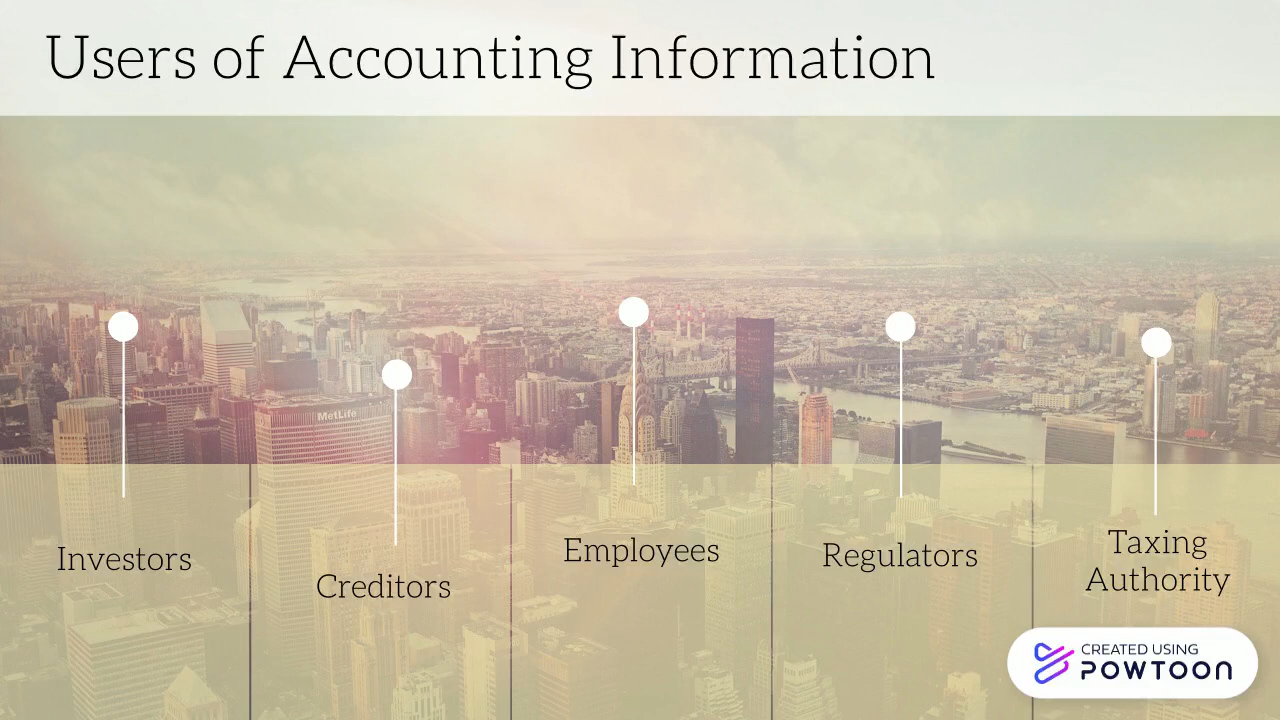 Users of Accounting Information
MetLife
Investors
Creditors
Employees
Regulators
Taxing
Authority
CREATED USING
POWTOON